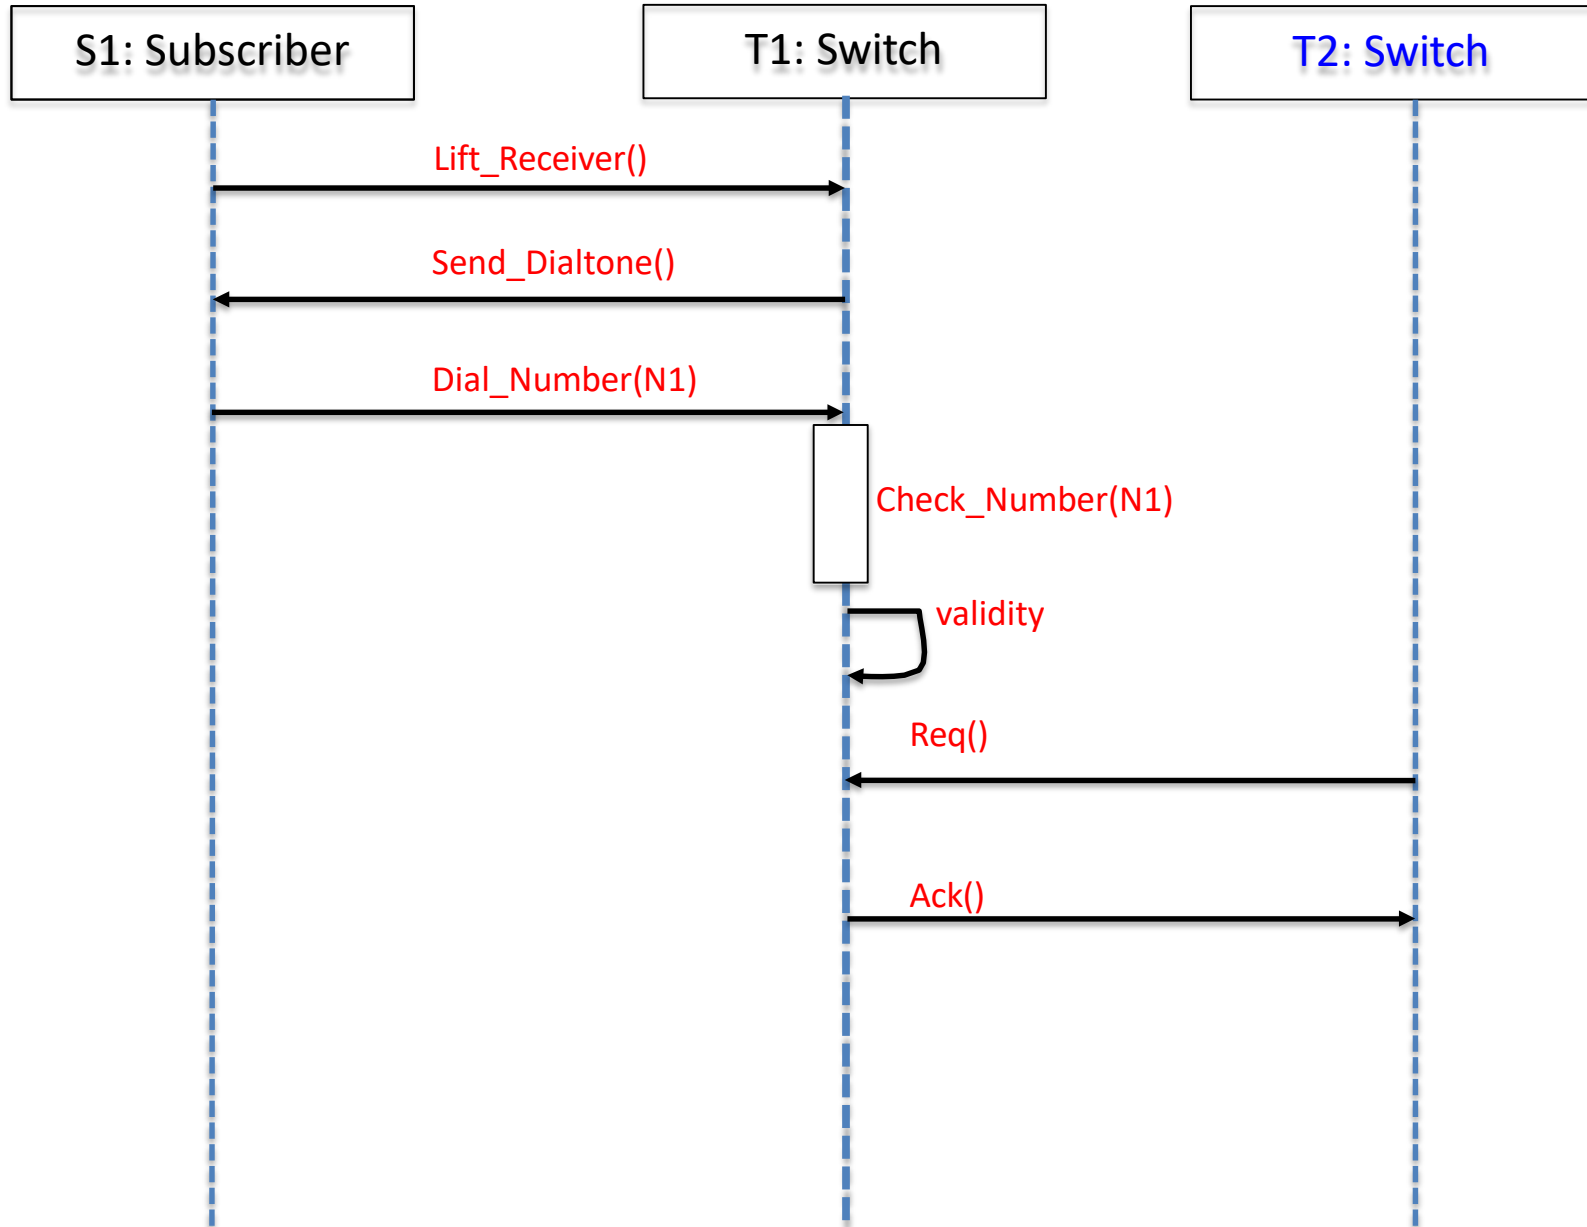 S1: Subscriber
T1: Switch
T2: Switch
Lift_Receiver()
Send_Dialtone()
Dial_Number(N1)
Check_Number(N1)
validity
Req()
Ack()